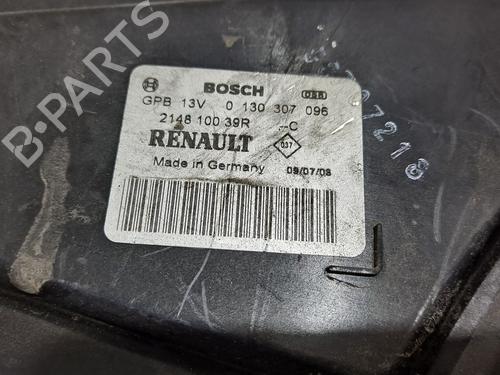 BOSCH
GPB 13V 0 130 307 096
2148 100 39R --C
RENAULT 037
Made in Germany 09/07/08
B-PARTS